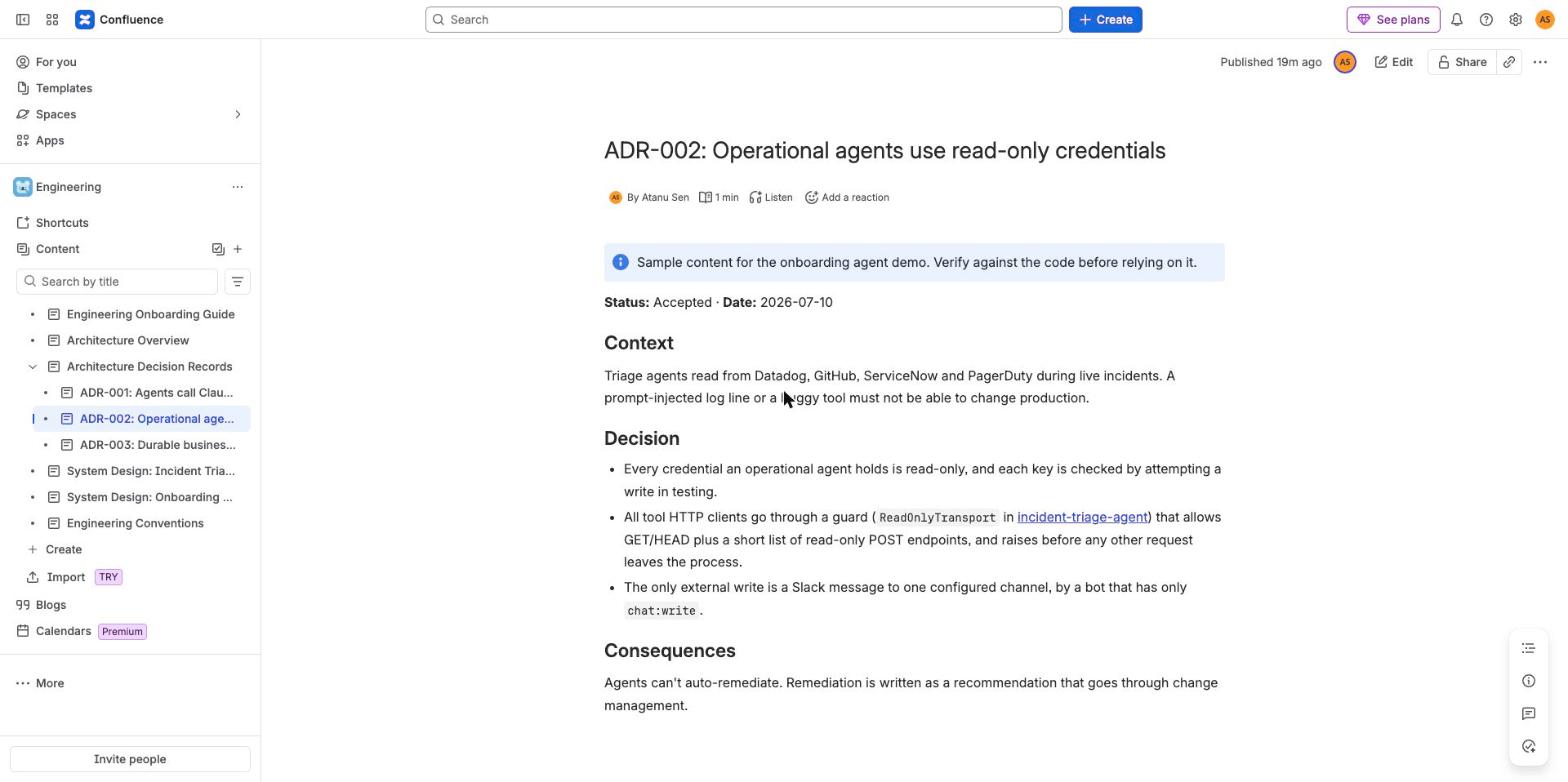 Confluence
Search
Create
See plans
AS
For you
Templates
Spaces
Apps
Engineering
Shortcuts
Content
Search by title
Engineering Onboarding Guide
Architecture Overview
Architecture Decision Records
ADR-001: Agents call Clau...
ADR-002: Operational age...
ADR-003: Durable busines...
System Design: Incident Tria...
System Design: Onboarding ...
Engineering Conventions
Create
Import TRY
Blogs
Calendars Premium
More
Invite people
Published 19m ago AS Edit Share
ADR-002: Operational agents use read-only credentials
AS By Atanu Sen 1 min Listen Add a reaction
Sample content for the onboarding agent demo. Verify against the code before relying on it.
Status: Accepted · Date: 2026-07-10
Context
Triage agents read from Datadog, GitHub, ServiceNow and PagerDuty during live incidents. A
prompt-injected log line or a buggy tool must not be able to change production.
Decision
• Every credential an operational agent holds is read-only, and each key is checked by attempting a
write in testing.
• All tool HTTP clients go through a guard ( ReadOnlyTransport in incident-triage-agent) that allows
GET/HEAD plus a short list of read-only POST endpoints, and raises before any other request
leaves the process.
• The only external write is a Slack message to one configured channel, by a bot that has only
chat:write .
Consequences
Agents can't auto-remediate. Remediation is written as a recommendation that goes through change
management.